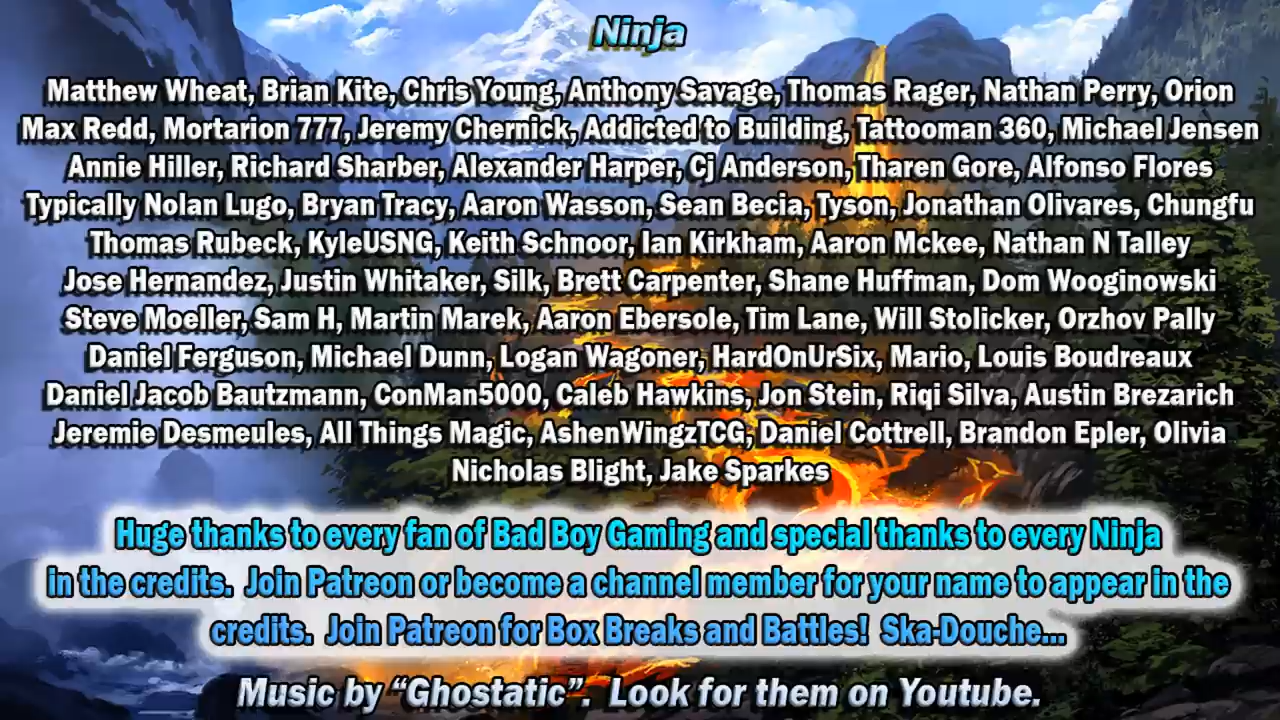 Ninja
Matthew Wheat, Brian Kite, Chris Young, Anthony Savage, Thomas Rager, Nathan Perry, Orion
Max Redd, Mortarion 777, Jeremy Chernick, Addicted to Building, Tattooman 360, Michael Jensen
Annie Hiller, Richard Sharber, Alexander Harper, Cj Anderson, Tharen Gore, Alfonso Flores
Typically Nolan Lugo, Bryan Tracy, Aaron Wasson, Sean Becia, Tyson, Jonathan Olivares, Chungfu
Thomas Rubeck, KyleUSNG, Keith Schnoor, Ian Kirkham, Aaron Mckee, Nathan N Talley
Jose Hernandez, Justin Whitaker, Silk, Brett Carpenter, Shane Huffman, Dom Wooginowski
Steve Moeller, Sam H, Martin Marek, Aaron Ebersole, Tim Lane, Will Stolicker, Orzhov Pally
Daniel Ferguson, Michael Dunn, Logan Wagoner, HardOnUrSix, Mario, Louis Boudreaux
Daniel Jacob Bautzmann, ConMan5000, Caleb Hawkins, Jon Stein, Riqi Silva, Austin Brezarich
Jeremie Desmeules, All Things Magic, AshenWingzTCG, Daniel Cottrell, Brandon Epler, Olivia
Nicholas Blight, Jake Sparkes
Huge thanks to every fan of Bad Boy Gaming and special thanks to every Ninja
in the credits.  Join Patreon or become a channel member for your name to appear in the
credits.  Join Patreon for Box Breaks and Battles!  Ska-Douche...
Music by “Ghostatic”.  Look for them on Youtube.